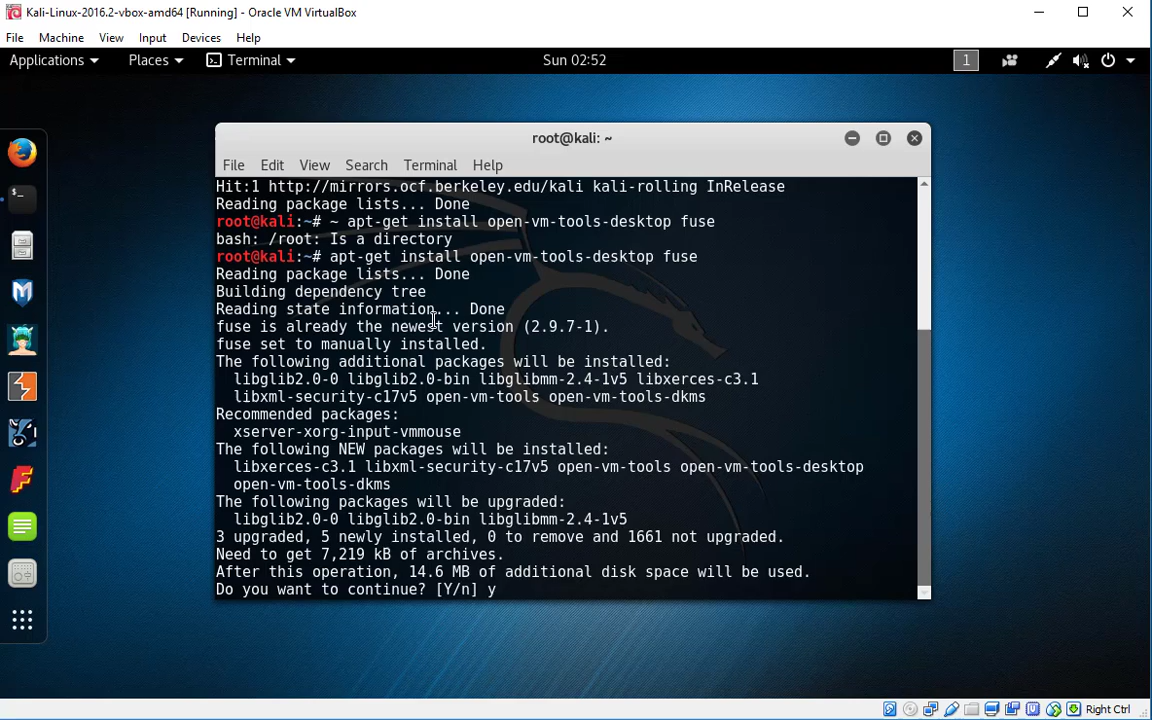 Kali-Linux-2016.2-vbox-amd64 [Running] - Oracle VM VirtualBox
File Machine View Input Devices Help
Applications Places Terminal Sun 02:52 1
root@kali: ~
File Edit View Search Terminal Help
Hit:1 http://mirrors.ocf.berkeley.edu/kali kali-rolling InRelease
Reading package lists... Done
root@kali:~# ~ apt-get install open-vm-tools-desktop fuse
bash: /root: Is a directory
root@kali:~# apt-get install open-vm-tools-desktop fuse
Reading package lists... Done
Building dependency tree
Reading state information... Done
fuse is already the newest version (2.9.7-1).
fuse set to manually installed.
The following additional packages will be installed:
libglib2.0-0 libglib2.0-bin libglibmm-2.4-1v5 libxerces-c3.1
libxml-security-c17v5 open-vm-tools open-vm-tools-dkms
Recommended packages:
xserver-xorg-input-vmmouse
The following NEW packages will be installed:
libxerces-c3.1 libxml-security-c17v5 open-vm-tools open-vm-tools-desktop
open-vm-tools-dkms
The following packages will be upgraded:
libglib2.0-0 libglib2.0-bin libglibmm-2.4-1v5
3 upgraded, 5 newly installed, 0 to remove and 1661 not upgraded.
Need to get 7,219 kB of archives.
After this operation, 14.6 MB of additional disk space will be used.
Do you want to continue? [Y/n] y
Right Ctrl